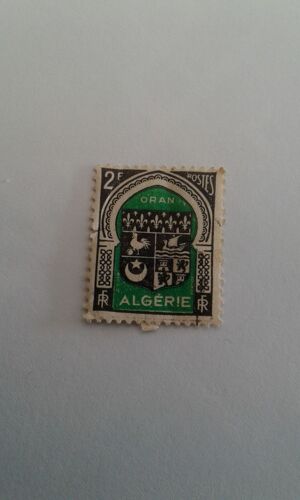 2F POSTES
ORAN
ALGÉRIE
RF RF